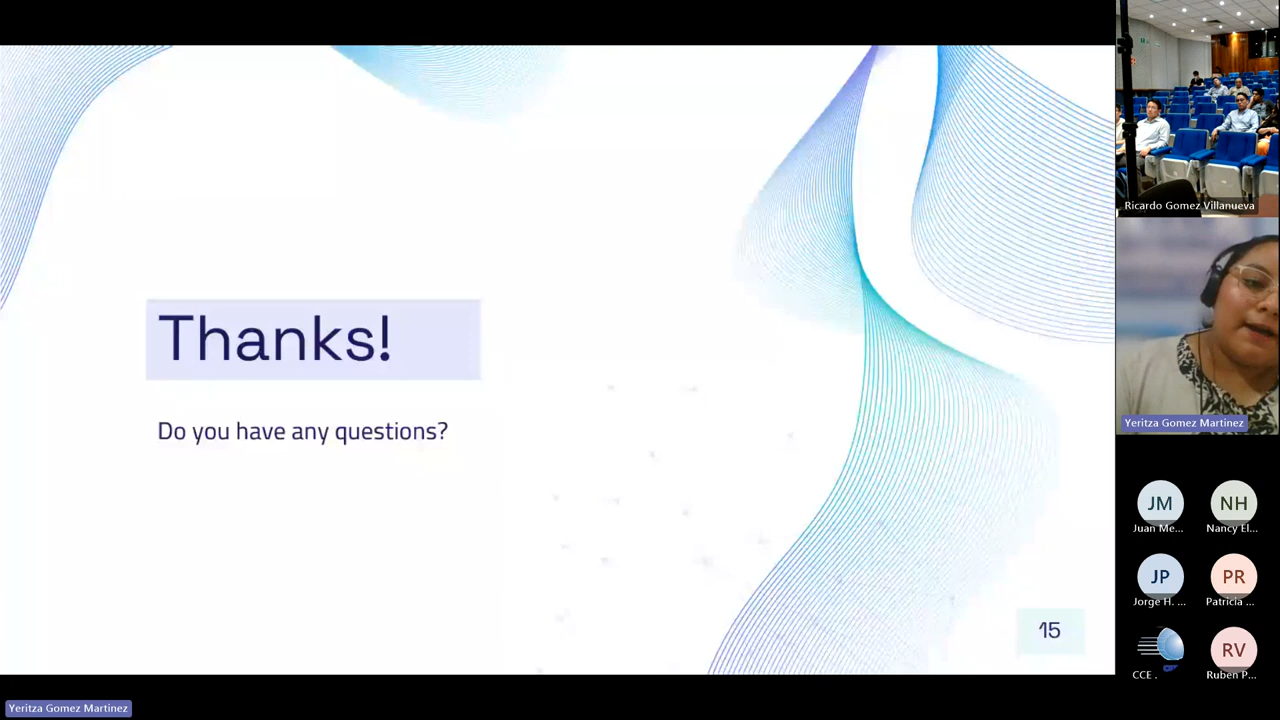 Thanks!
Do you have any questions?
15
Ricardo Gomez Villanueva
Yeritza Gomez Martinez
JM
NH
Juan Me...
Nancy El...
JP
PR
Jorge H. ...
Patricia ...
RV
CCE .
Ruben P...
Yeritza Gomez Martinez